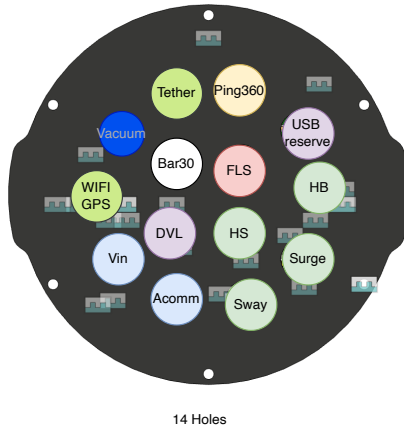 Tether
Ping360
Vacuum
USB
reserve
Bar30
FLS
WIFI
GPS
HB
DVL
HS
Vin
Surge
Acomm
Sway
14 Holes